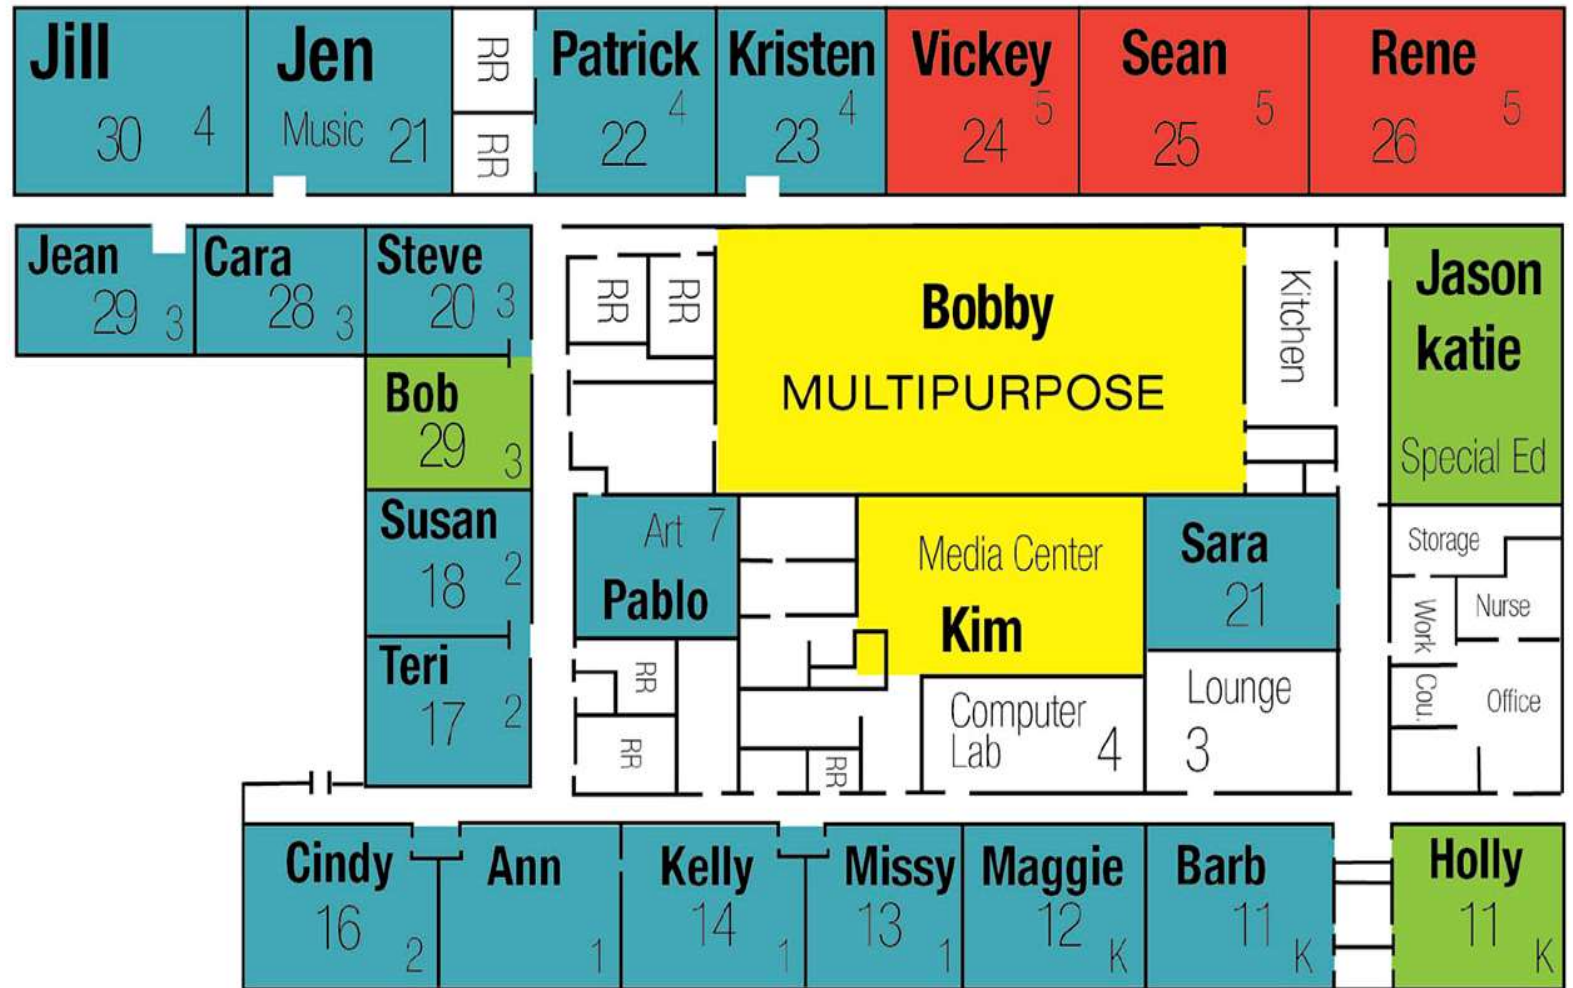 Jill
30 4
Jen
Music 21
RR
RR
Patrick
4
22
Kristen
4
23
Vickey
5
24
Sean
5
25
Rene
5
26
Jean
29 3
Cara
28 3
Steve
20 3
RR
RR
Bobby
MULTIPURPOSE
Kitchen
Jason
katie
Special Ed
Bob
29
3
Susan
2
18
Teri
2
17
Art 7
Pablo
Media Center
Kim
Sara
21
Storage
Work
Nurse
Cou.
Office
RR
RR
RR
Computer
Lab 4
Lounge
3
Cindy
16
2
Ann
1
Kelly
14
1
Missy
13
1
Maggie
12
K
Barb
11
K
Holly
11
K